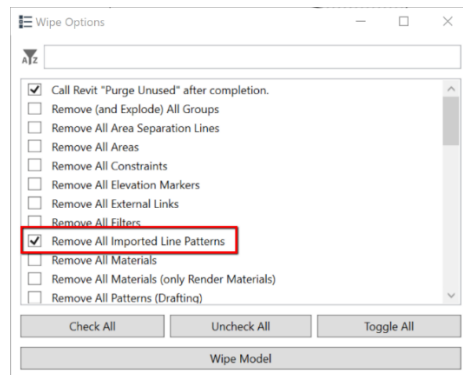 Wipe Options
AZ
Call Revit "Purge Unused" after completion.
Remove (and Explode) All Groups
Remove All Area Separation Lines
Remove All Areas
Remove All Constraints
Remove All Elevation Markers
Remove All External Links
Remove All Filters
Remove All Imported Line Patterns
Remove All Materials
Remove All Materials (only Render Materials)
Remove All Patterns (Drafting)
Check All Uncheck All Toggle All
Wipe Model